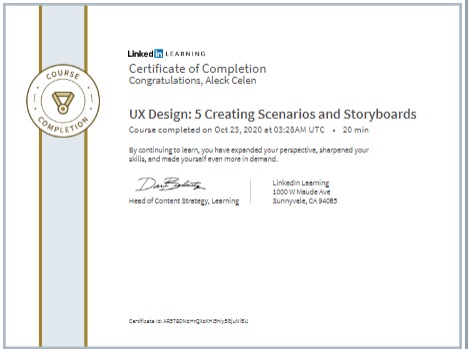 LinkedIn LEARNING
Certificate of Completion
Congratulations, Aleck Celen
COURSE
COMPLETION
UX Design: 5 Creating Scenarios and Storyboards
Course completed on Oct 23, 2020 at 03:28AM UTC • 20 min
By continuing to learn, you have expanded your perspective, sharpened your
skills, and made yourself even more in demand.
Head of Content Strategy, Learning
LinkedIn Learning
1000 W Maude Ave
Sunnyvale, CA 94085
Certificate Id: